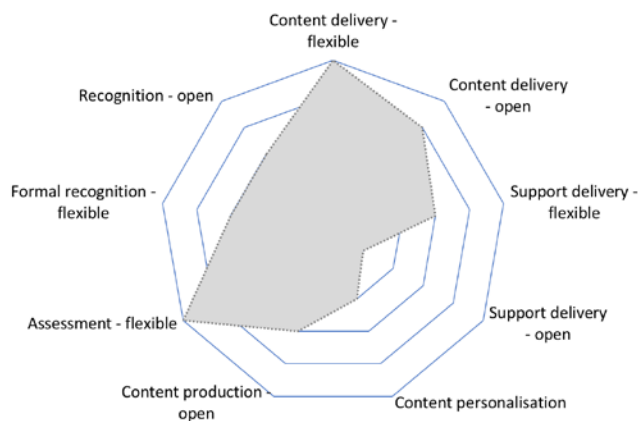 Content delivery -
flexible
Content delivery
- open
Support delivery -
flexible
Support delivery
- open
Content personalisation
Content production -
open
Assessment - flexible
Formal recognition -
flexible
Recognition - open